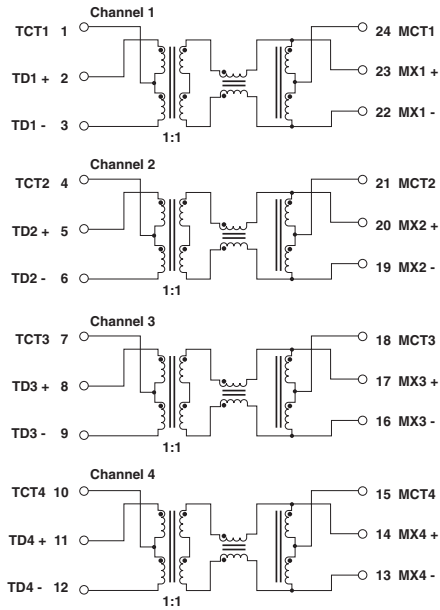 Channel 1
TCT1 1
24 MCT1
TD1 + 2
23 MX1 +
TD1 - 3
22 MX1 -
1:1
Channel 2
TCT2 4
21 MCT2
TD2 + 5
20 MX2 +
TD2 - 6
19 MX2 -
1:1
Channel 3
TCT3 7
18 MCT3
TD3 + 8
17 MX3 +
TD3 - 9
16 MX3 -
1:1
Channel 4
TCT4 10
15 MCT4
TD4 + 11
14 MX4 +
TD4 - 12
13 MX4 -
1:1